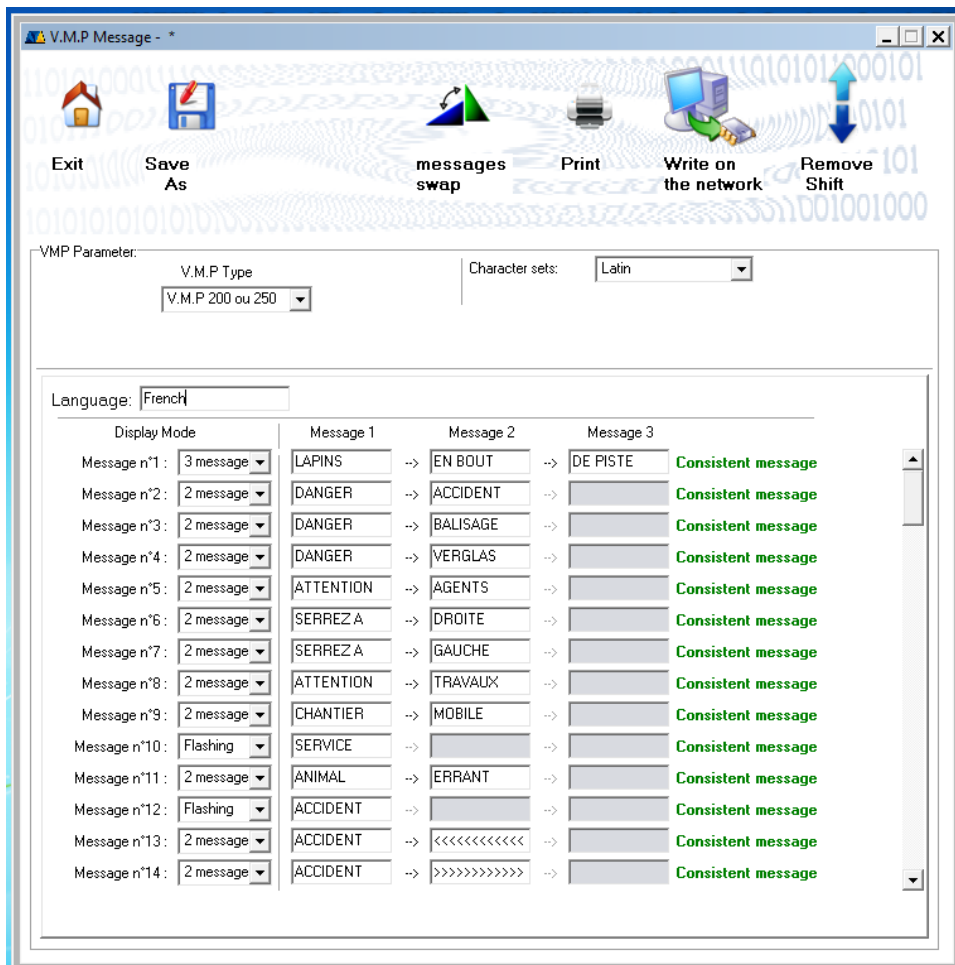 V.M.P Message - *
Exit Save As messages swap Print Write on the network Remove Shift
VMP Parameter:
V.M.P Type Character sets: Latin
V.M.P 200 ou 250
Language: French
Display Mode Message 1 Message 2 Message 3
Message n°1 : 3 message LAPINS --> EN BOUT --> DE PISTE Consistent message
Message n°2 : 2 message DANGER --> ACCIDENT --> Consistent message
Message n°3 : 2 message DANGER --> BALISAGE --> Consistent message
Message n°4 : 2 message DANGER --> VERGLAS --> Consistent message
Message n°5 : 2 message ATTENTION --> AGENTS --> Consistent message
Message n°6 : 2 message SERREZ A --> DROITE --> Consistent message
Message n°7 : 2 message SERREZ A --> GAUCHE --> Consistent message
Message n°8 : 2 message ATTENTION --> TRAVAUX --> Consistent message
Message n°9 : 2 message CHANTIER --> MOBILE --> Consistent message
Message n°10 : Flashing SERVICE --> --> Consistent message
Message n°11 : 2 message ANIMAL --> ERRANT --> Consistent message
Message n°12 : Flashing ACCIDENT --> --> Consistent message
Message n°13 : 2 message ACCIDENT --> <<<<<<<<<<<< --> Consistent message
Message n°14 : 2 message ACCIDENT --> >>>>>>>>>>>> --> Consistent message